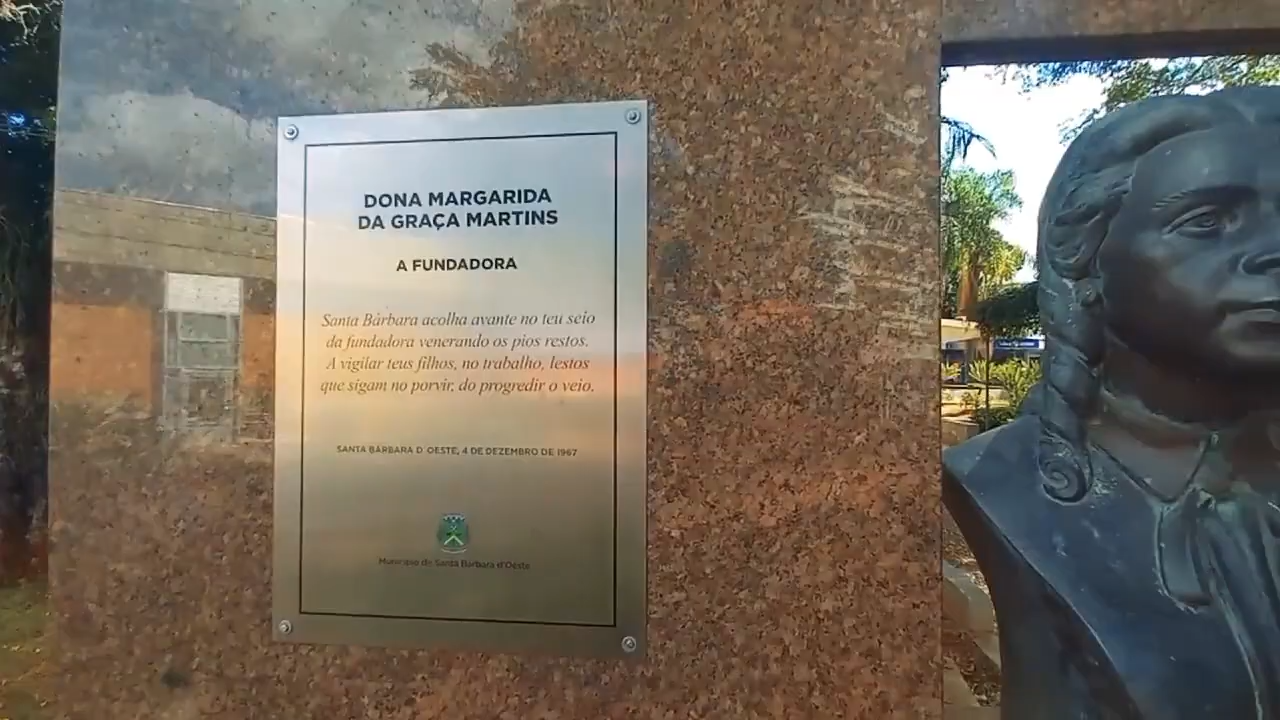 DONA MARGARIDA
DA GRAÇA MARTINS
A FUNDADORA
Santa Bárbara acolha avante no teu seio
da fundadora venerando os pios restos.
A vigilar teus filhos, no trabalho, lestos
que sigam no porvir, do progredir o veio.
SANTA BÁRBARA D´OESTE, 4 DE DEZEMBRO DE 1967
Município de Santa Bárbara d'Oeste